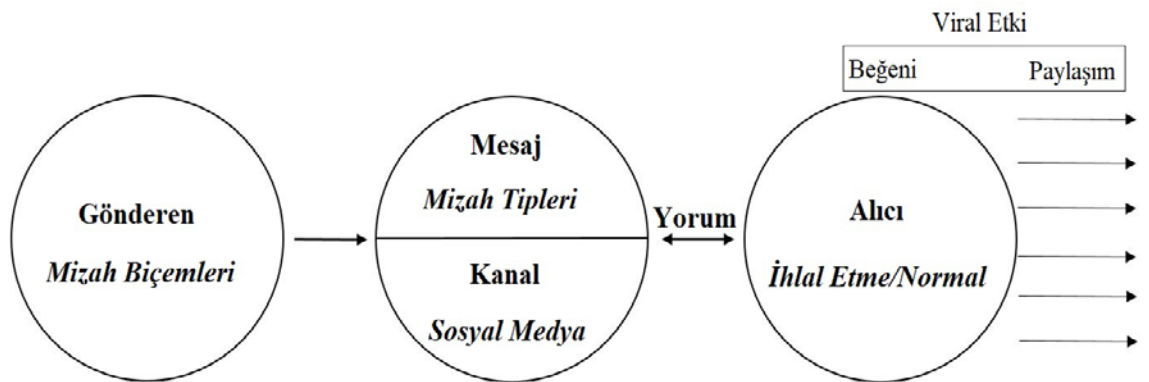 Viral Etki
Beğeni Paylaşım
Gönderen
Mizah Biçemleri
Mesaj
Mizah Tipleri
Kanal
Sosyal Medya
Yorum
Alıcı
İhlal Etme/Normal